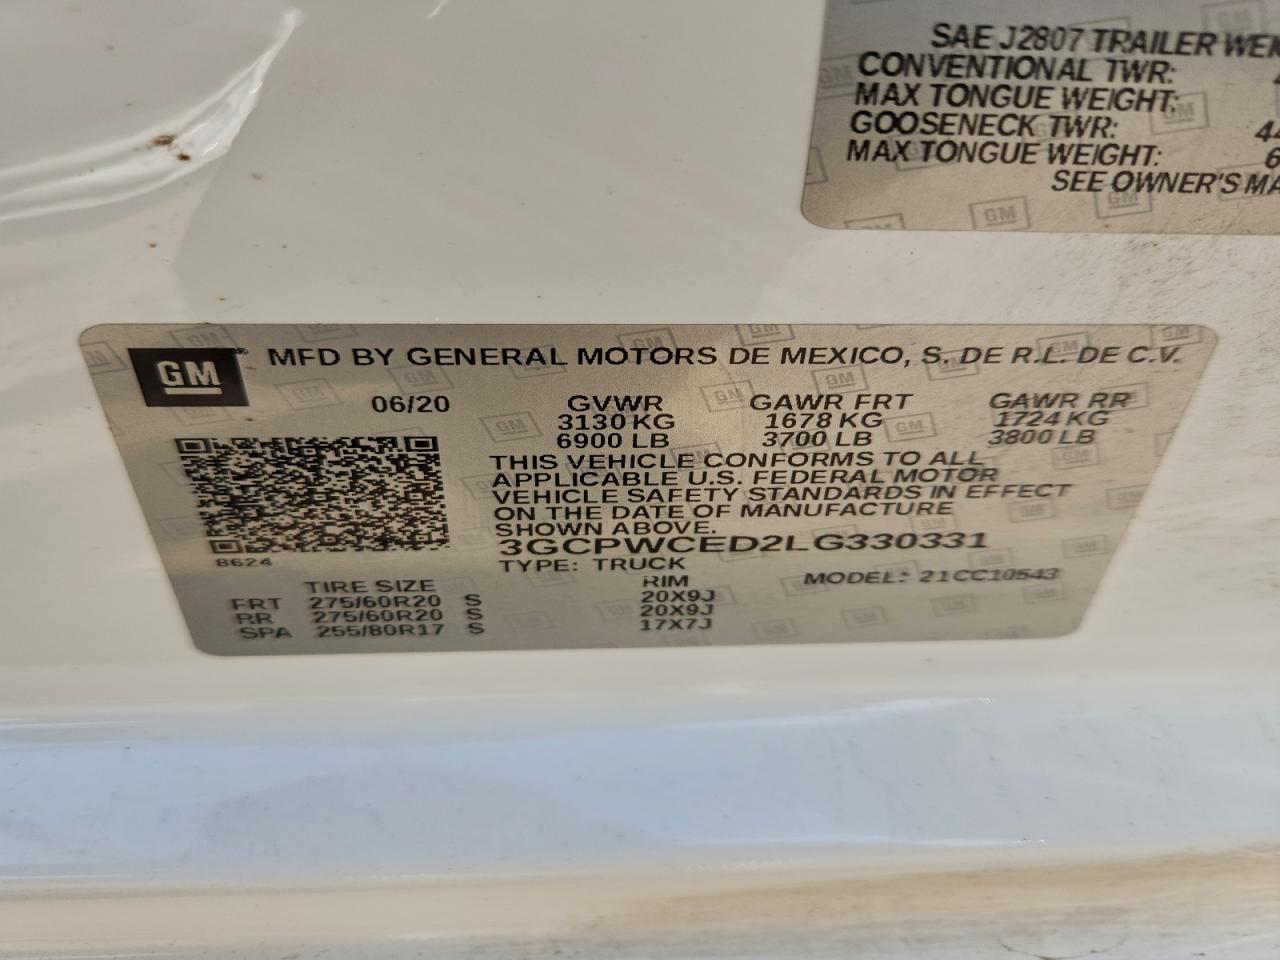 SAE J2807 TRAILER
CONVENTIONAL TWR:
MAX TONGUE WEIGHT:
GOOSENECK TWR:
MAX TONGUE WEIGHT:
SEE OWNER'S
GM MFD BY GENERAL MOTORS DE MEXICO, S. DE R.L. DE C.V.
06/20 GVWR GAWR FRT GAWR RR
3130 KG 1678 KG 1724 KG
6900 LB 3700 LB 3800 LB
THIS VEHICLE CONFORMS TO ALL
APPLICABLE U.S. FEDERAL MOTOR
VEHICLE SAFETY STANDARDS IN EFFECT
ON THE DATE OF MANUFACTURE
SHOWN ABOVE.
3GCPWCED2LG330331
8624
TYPE: TRUCK MODEL: 21CC10543
TIRE SIZE RIM
FRT 275/60R20 S 20X9J
RR 275/60R20 S 20X9J
SPA 255/80R17 S 17X7J